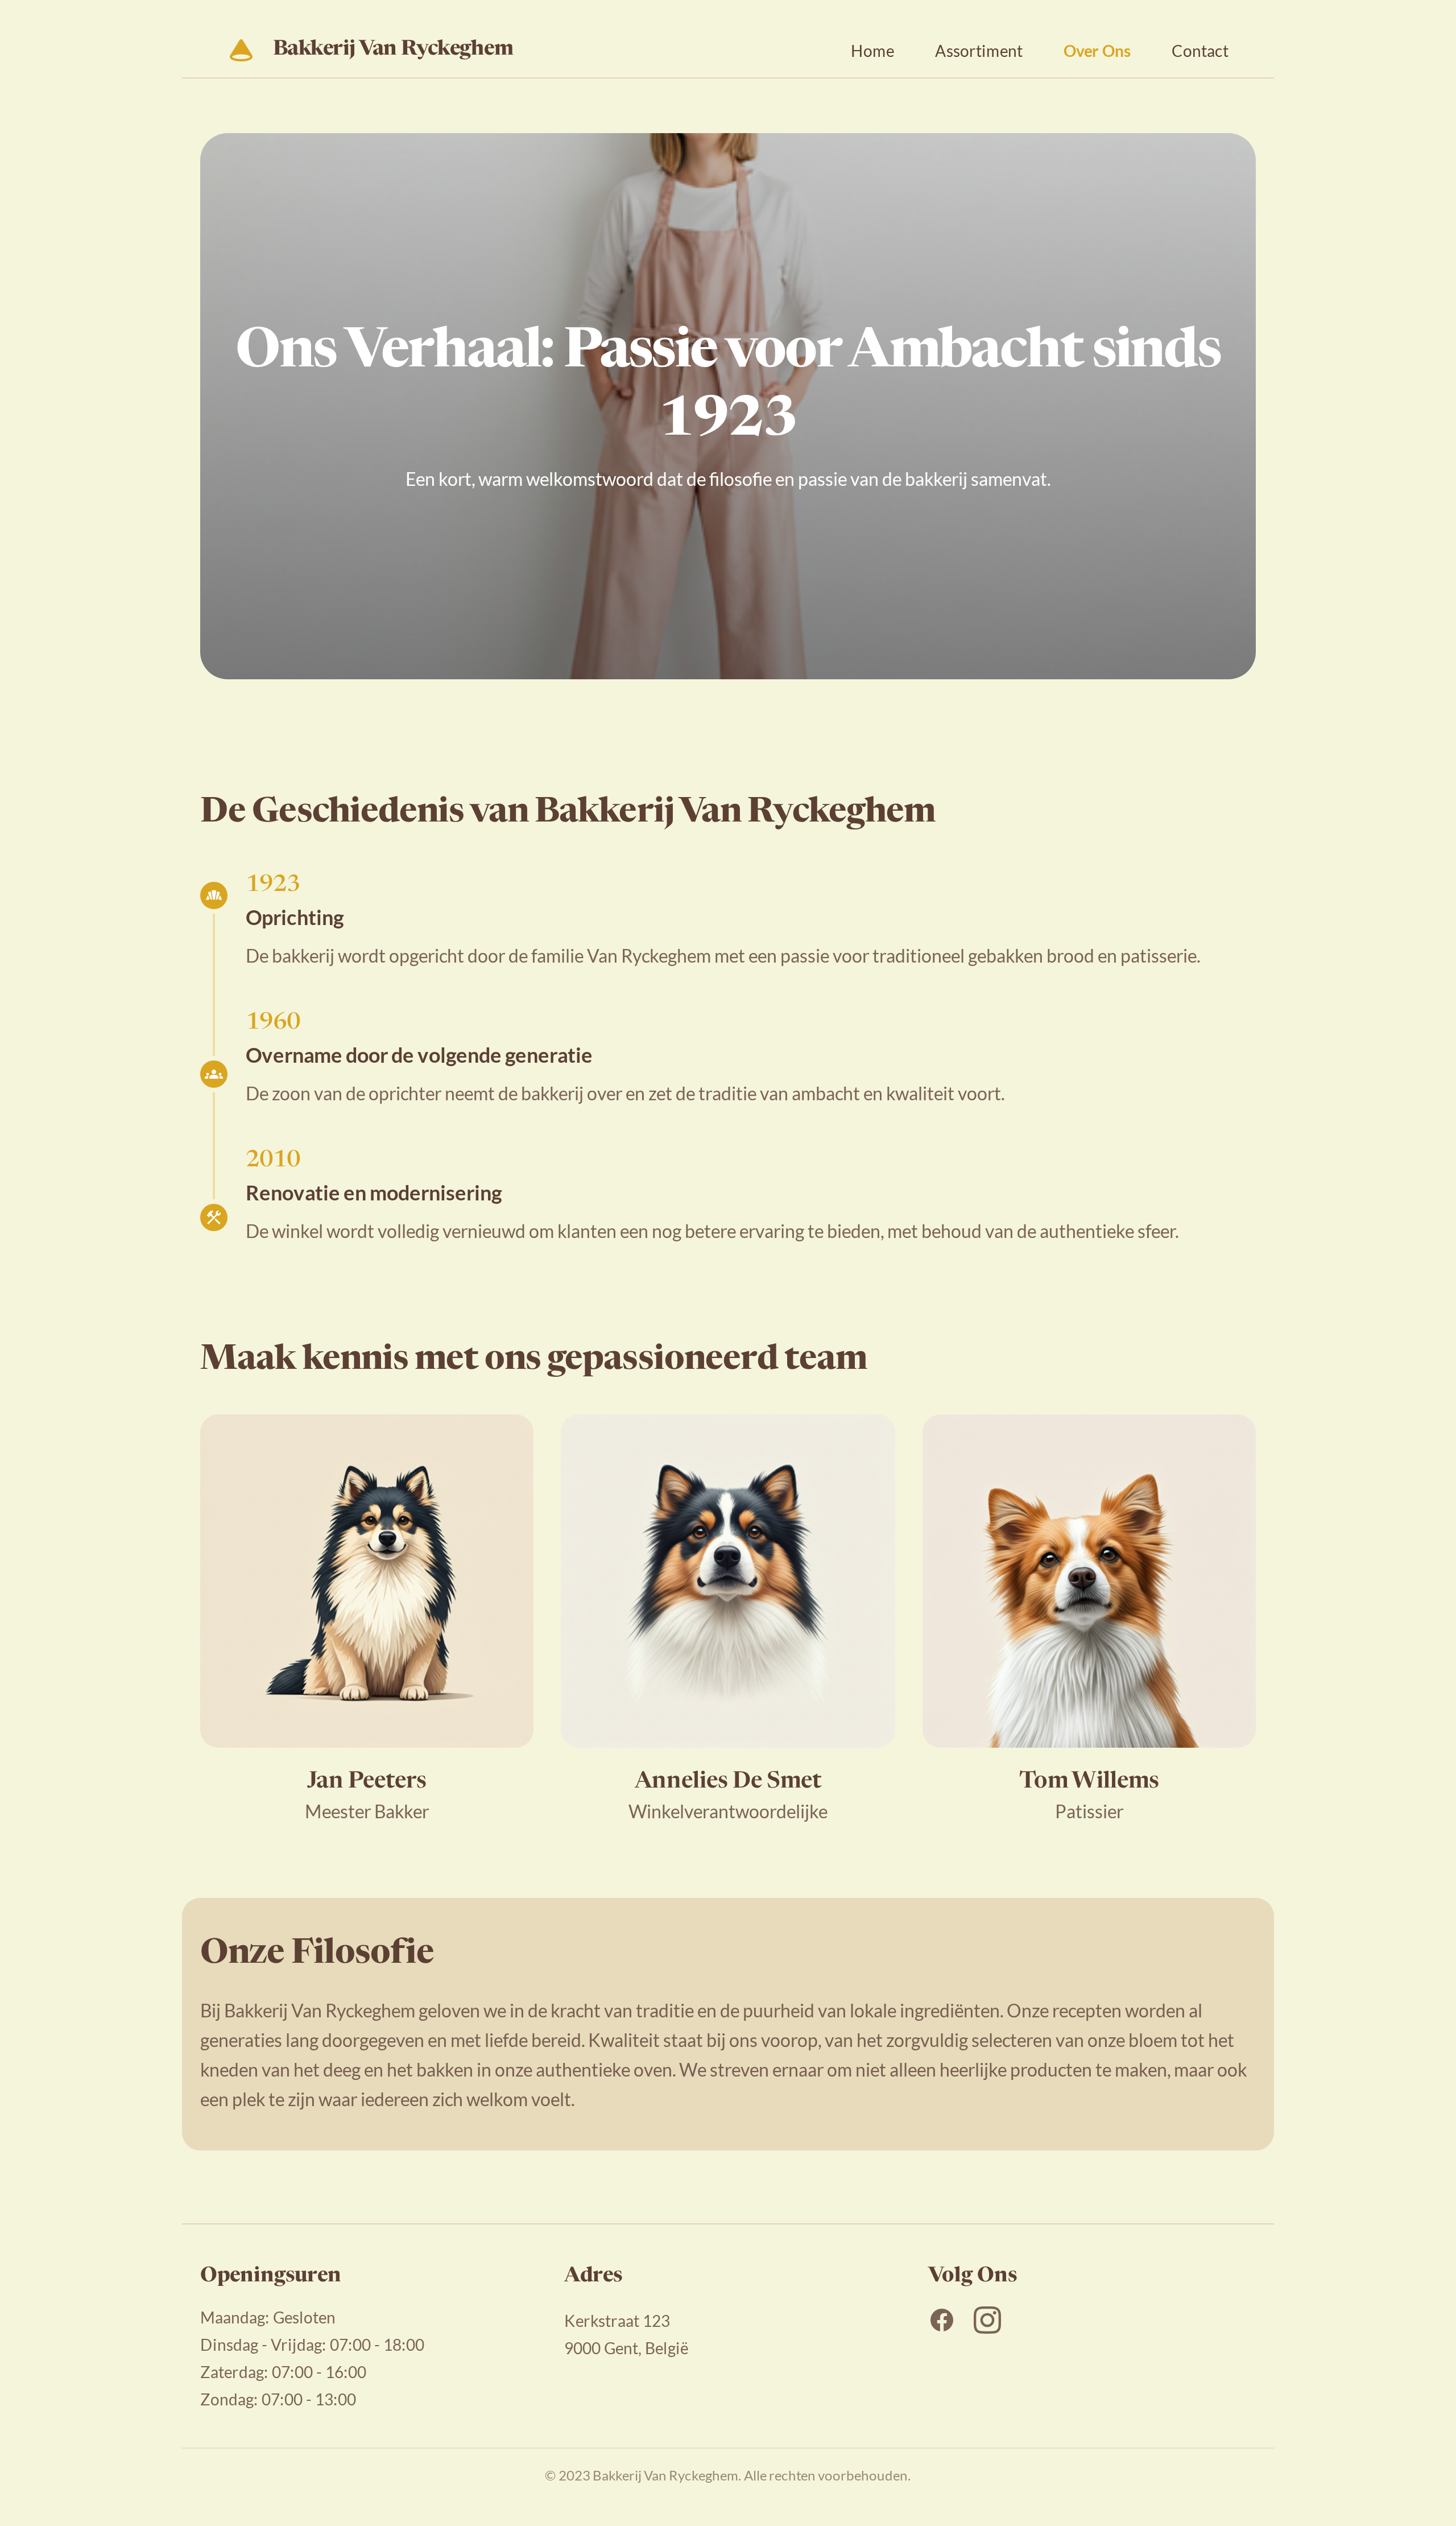 Bakkerij Van Ryckeghem
Home
Assortiment
Over Ons
Contact
Ons Verhaal: Passie voor Ambacht sinds
1923
Een kort, warm welkomstwoord dat de filosofie en passie van de bakkerij samenvat.
De Geschiedenis van Bakkerij Van Ryckeghem
1923
Oprichting
De bakkerij wordt opgericht door de familie Van Ryckeghem met een passie voor traditioneel gebakken brood en patisserie.
1960
Overname door de volgende generatie
De zoon van de oprichter neemt de bakkerij over en zet de traditie van ambacht en kwaliteit voort.
2010
Renovatie en modernisering
De winkel wordt volledig vernieuwd om klanten een nog betere ervaring te bieden, met behoud van de authentieke sfeer.
Maak kennis met ons gepassioneerd team
Jan Peeters
Meester Bakker
Annelies De Smet
Winkelverantwoordelijke
Tom Willems
Patissier
Onze Filosofie
Bij Bakkerij Van Ryckeghem geloven we in de kracht van traditie en de puurheid van lokale ingrediënten. Onze recepten worden al
generaties lang doorgegeven en met liefde bereid. Kwaliteit staat bij ons voorop, van het zorgvuldig selecteren van onze bloem tot het
kneden van het deeg en het bakken in onze authentieke oven. We streven ernaar om niet alleen heerlijke producten te maken, maar ook
een plek te zijn waar iedereen zich welkom voelt.
Openingsuren
Maandag: Gesloten
Dinsdag - Vrijdag: 07:00 - 18:00
Zaterdag: 07:00 - 16:00
Zondag: 07:00 - 13:00
Adres
Kerkstraat 123
9000 Gent, België
Volg Ons
© 2023 Bakkerij Van Ryckeghem. Alle rechten voorbehouden.